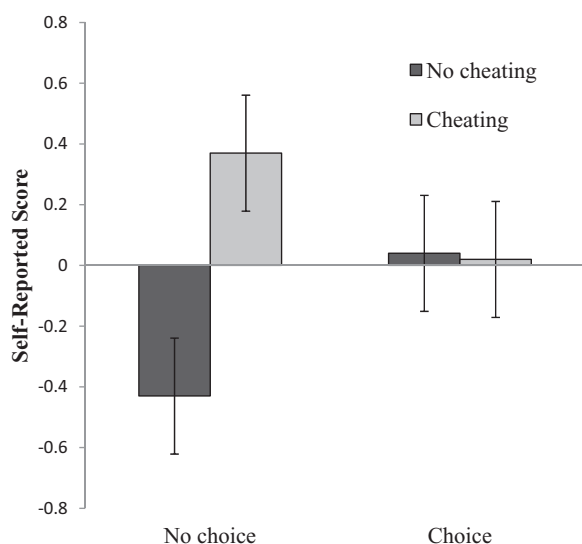 0.8
0.6
0.4
0.2
0
-0.2
-0.4
-0.6
-0.8
Self-Reported Score
No cheating
Cheating
No choice
Choice